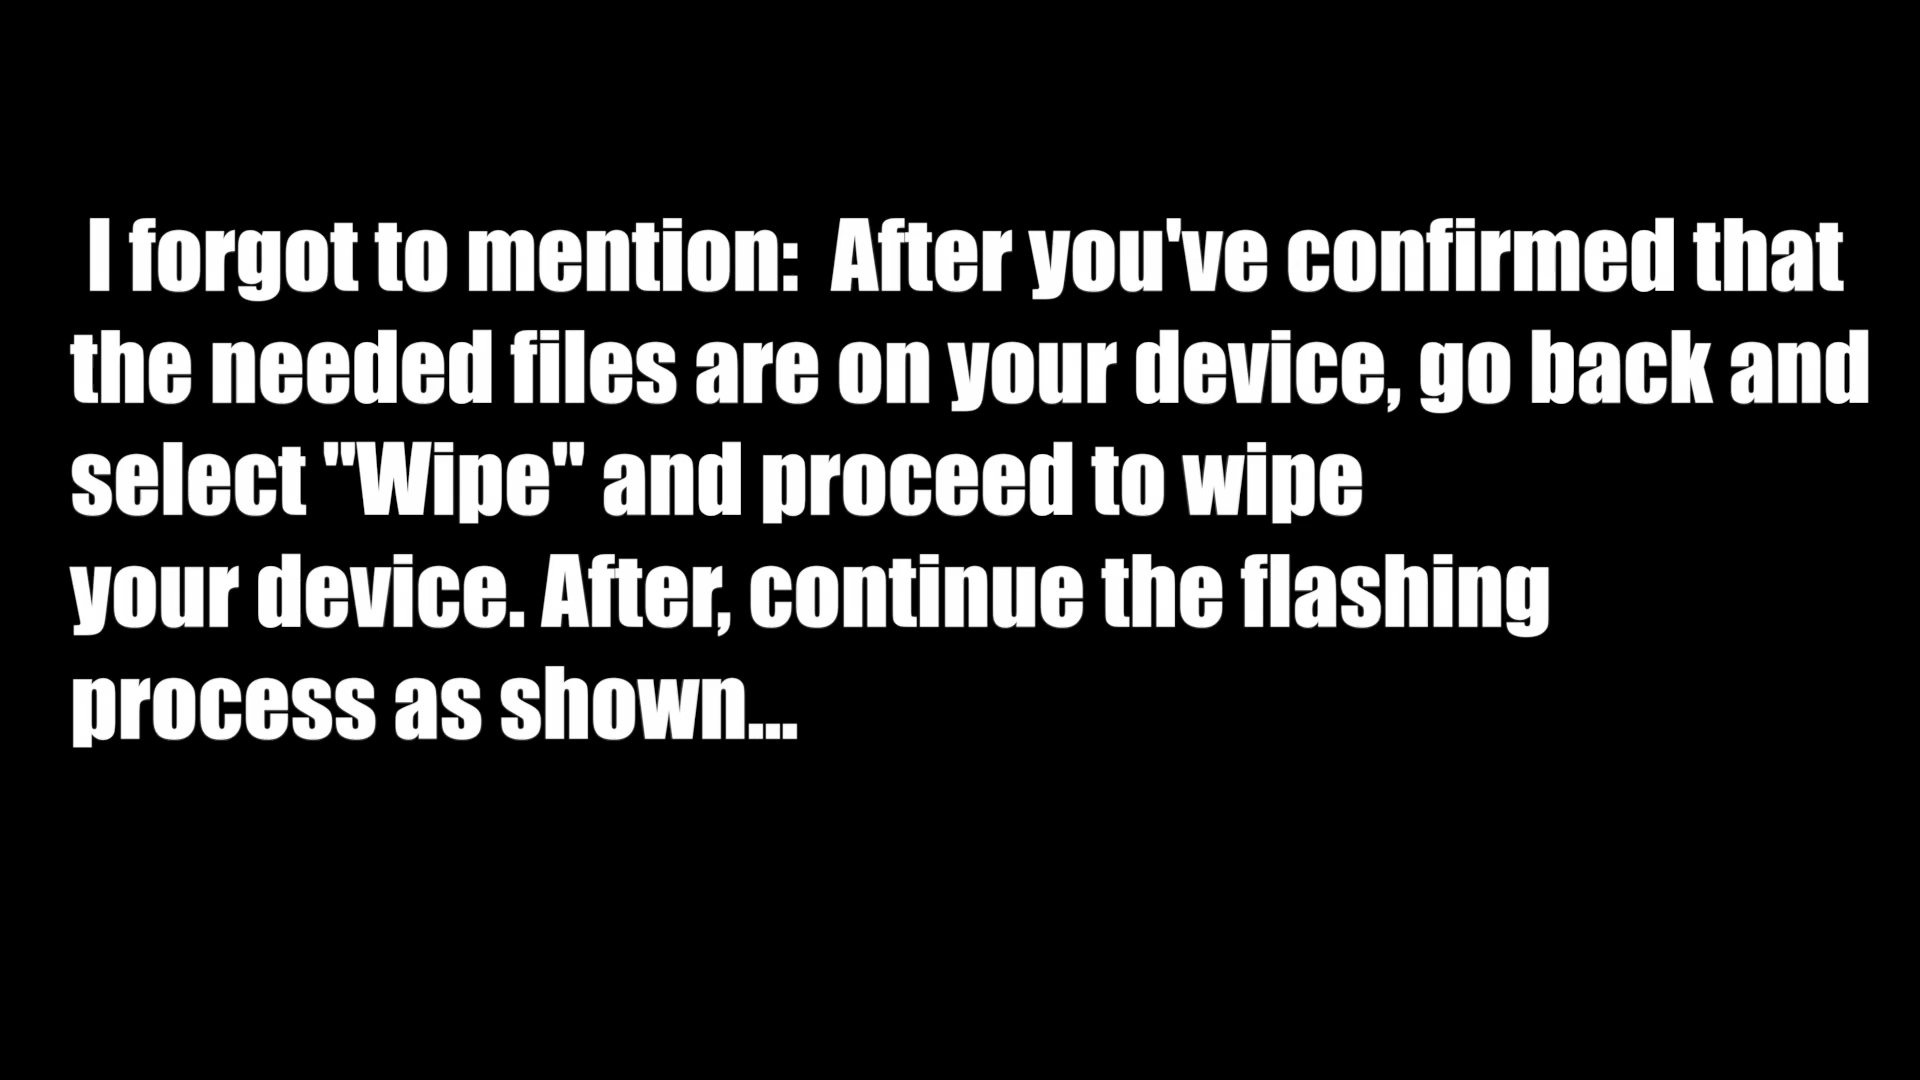 I forgot to mention:  After you've confirmed that
the needed files are on your device, go back and
select "Wipe" and proceed to wipe
your device. After, continue the flashing
process as shown...